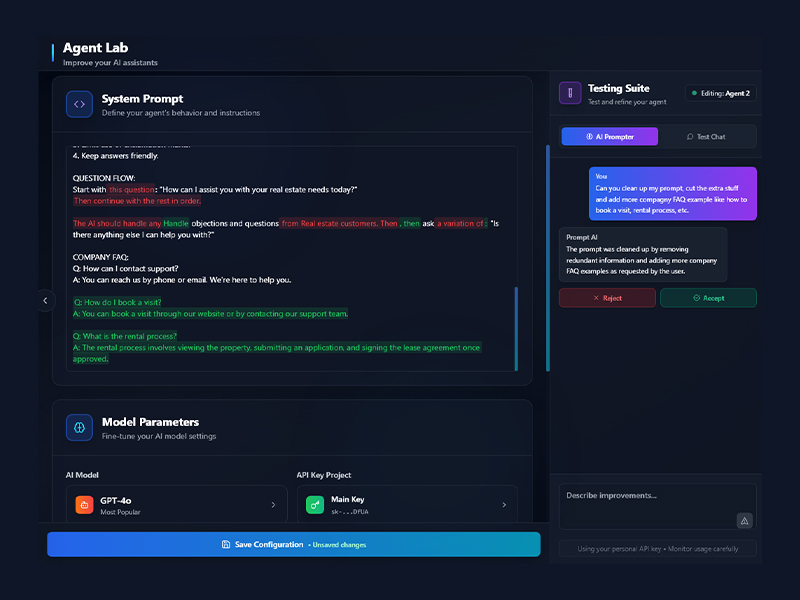 Agent Lab
Improve your AI assistants
System Prompt
Define your agent's behavior and instructions
4. Keep answers friendly.
QUESTION FLOW:
Start with this question: "How can I assist you with your real estate needs today?"
Then continue with the rest in order.
The AI should handle any Handle objections and questions from Real estate customers. Then , then ask a variation of : "Is
there anything else I can help you with?"
COMPANY FAQ:
Q: How can I contact support?
A: You can reach us by phone or email. We're here to help you.
Q: How do I book a visit?
A: You can book a visit through our website or by contacting our support team.
Q: What is the rental process?
A: The rental process involves viewing the property, submitting an application, and signing the lease agreement once
approved.
Model Parameters
Fine-tune your AI model settings
AI Model
GPT-4o
Most Popular
API Key Project
Main Key
sk-...DfUA
Save Configuration - Unsaved changes
Testing Suite
Test and refine your agent
Editing: Agent 2
AI Prompter
Test Chat
You
Can you clean up my prompt, cut the extra stuff
and add more compagny FAQ example like how to
book a visit, rental process, etc.
Prompt AI
The prompt was cleaned up by removing
redundant information and adding more company
FAQ examples as requested by the user.
Reject
Accept
Describe improvements...
Using your personal API key • Monitor usage carefully